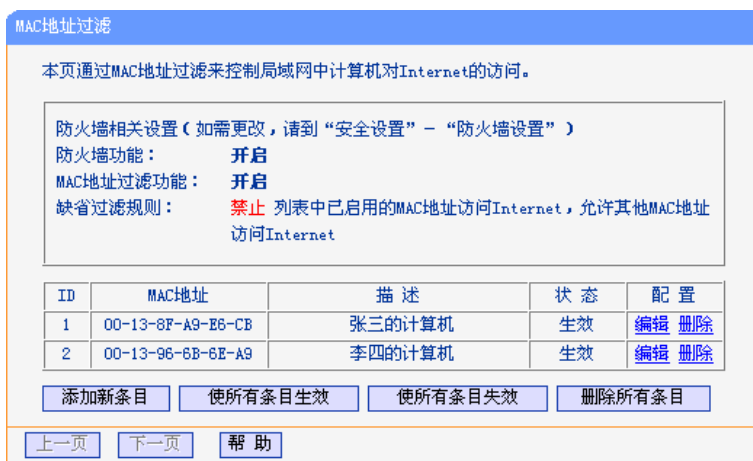 MAC地址过滤
本页通过MAC地址过滤来控制局域网中计算机对Internet的访问。
防火墙相关设置(如需更改,请到“安全设置”-“防火墙设置”)
防火墙功能: 开启
MAC地址过滤功能: 开启
缺省过滤规则: 禁止 列表中已启用的MAC地址访问Internet,允许其他MAC地址
访问Internet
ID MAC地址 描 述 状 态 配 置
1 00-13-8F-A9-E6-CB 张三的计算机 生效 编辑 删除
2 00-13-96-6B-6E-A9 李四的计算机 生效 编辑 删除
添加新条目 使所有条目生效 使所有条目失效 删除所有条目
上一页 下一页 帮 助